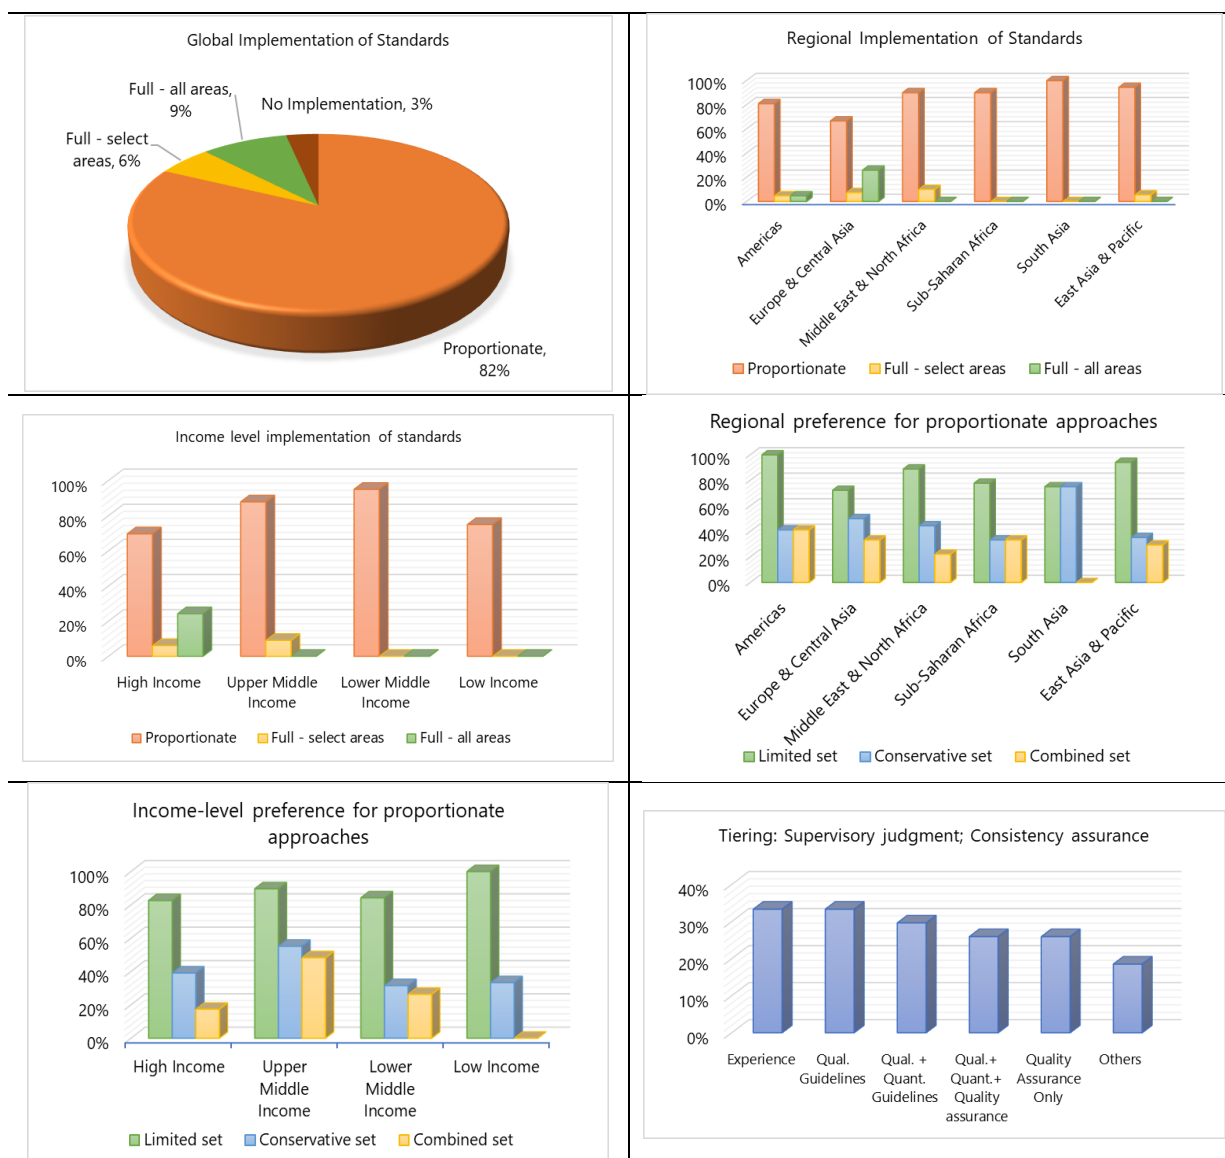 Global Implementation of Standards
Full - all areas,
9%
No Implementation, 3%
Full - select
areas, 6%
Proportionate,
82%
Regional Implementation of Standards
100%
80%
60%
40%
20%
0%
Americas
Europe & Central Asia
Middle East & North Africa
Sub-Saharan Africa
South Asia
East Asia & Pacific
Proportionate Full - select areas Full - all areas
Income level implementation of standards
100%
80%
60%
40%
20%
0%
High Income Upper Middle Lower Middle Low Income
Income Income
Proportionate Full - select areas Full - all areas
Regional preference for proportionate approaches
100%
80%
60%
40%
20%
0%
Americas
Europe & Central Asia
Middle East & North Africa
Sub-Saharan Africa
South Asia
East Asia & Pacific
Limited set Conservative set Combined set
Income-level preference for proportionate
approaches
100%
80%
60%
40%
20%
0%
High Income Upper Lower Low Income
Middle Middle
Income Income
Limited set Conservative set Combined set
Tiering: Supervisory judgment; Consistency assurance
40%
30%
20%
10%
0%
Experience Qual. Qual. + Qual.+ Quality Others
Guidelines Quant. Quant.+ Assurance
Guidelines Quality Only
assurance